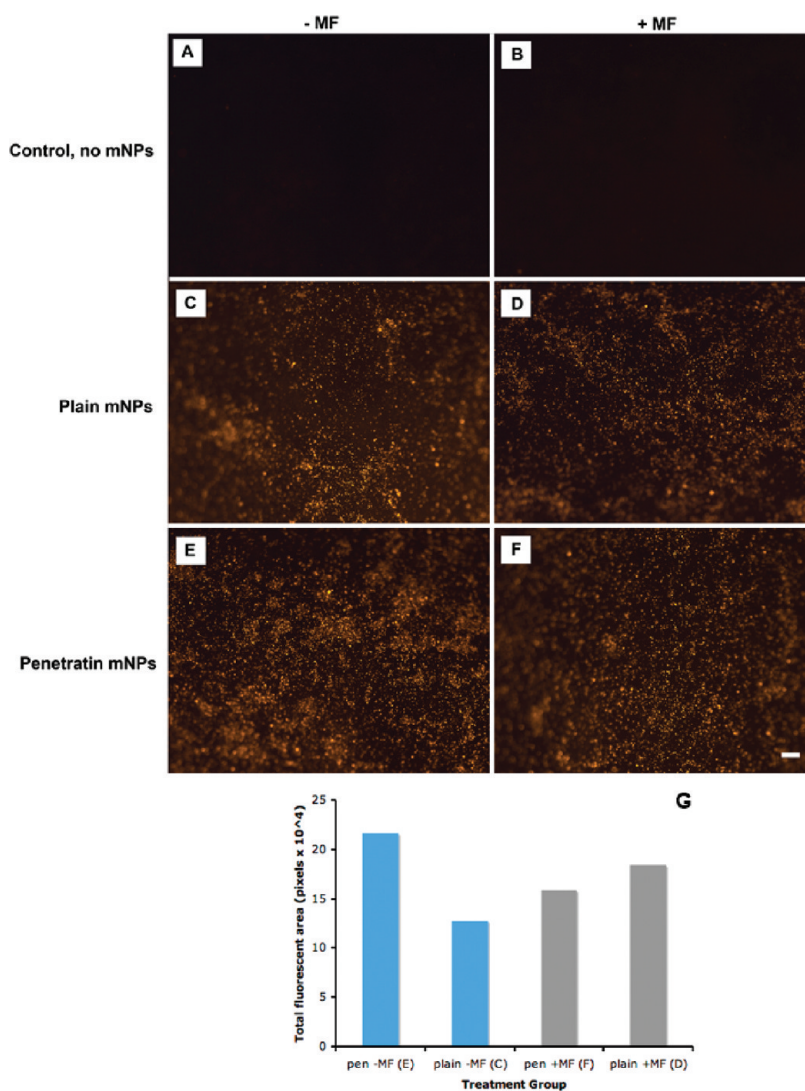 - MF
+ MF
A
B
Control, no mNPs
C
D
Plain mNPs
E
F
Penetratin mNPs
G
Total fluorescent area (pixels x 10^4)
25
20
15
10
5
0
pen -MF (E)
plain -MF (C)
pen +MF (F)
plain +MF (D)
Treatment Group